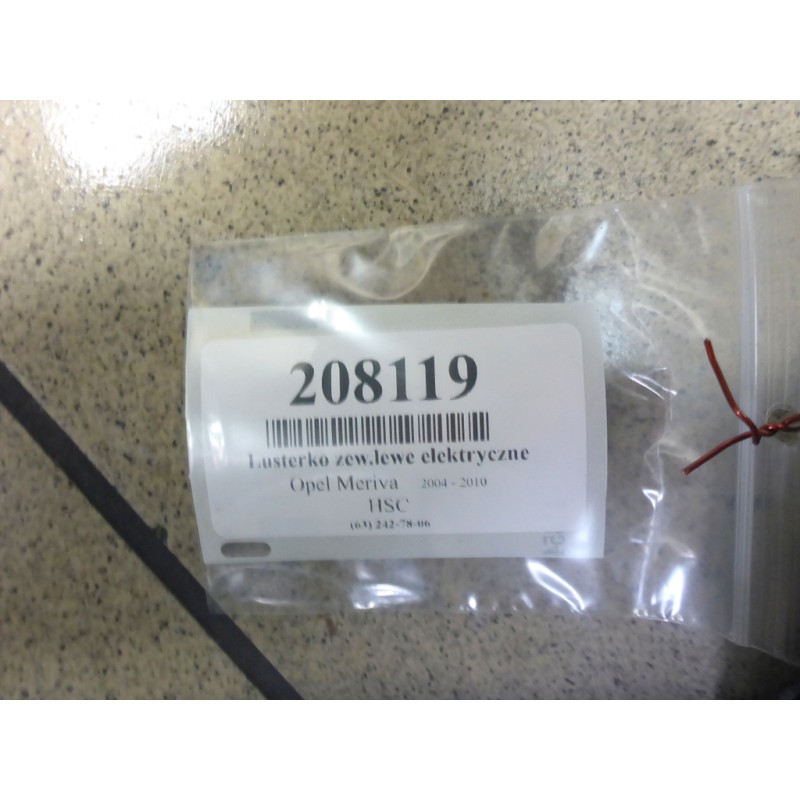 208119
Lusterko zew.lewe elektryczne
Opel Meriva 2004 - 2010
HSC
(63) 242-78-06